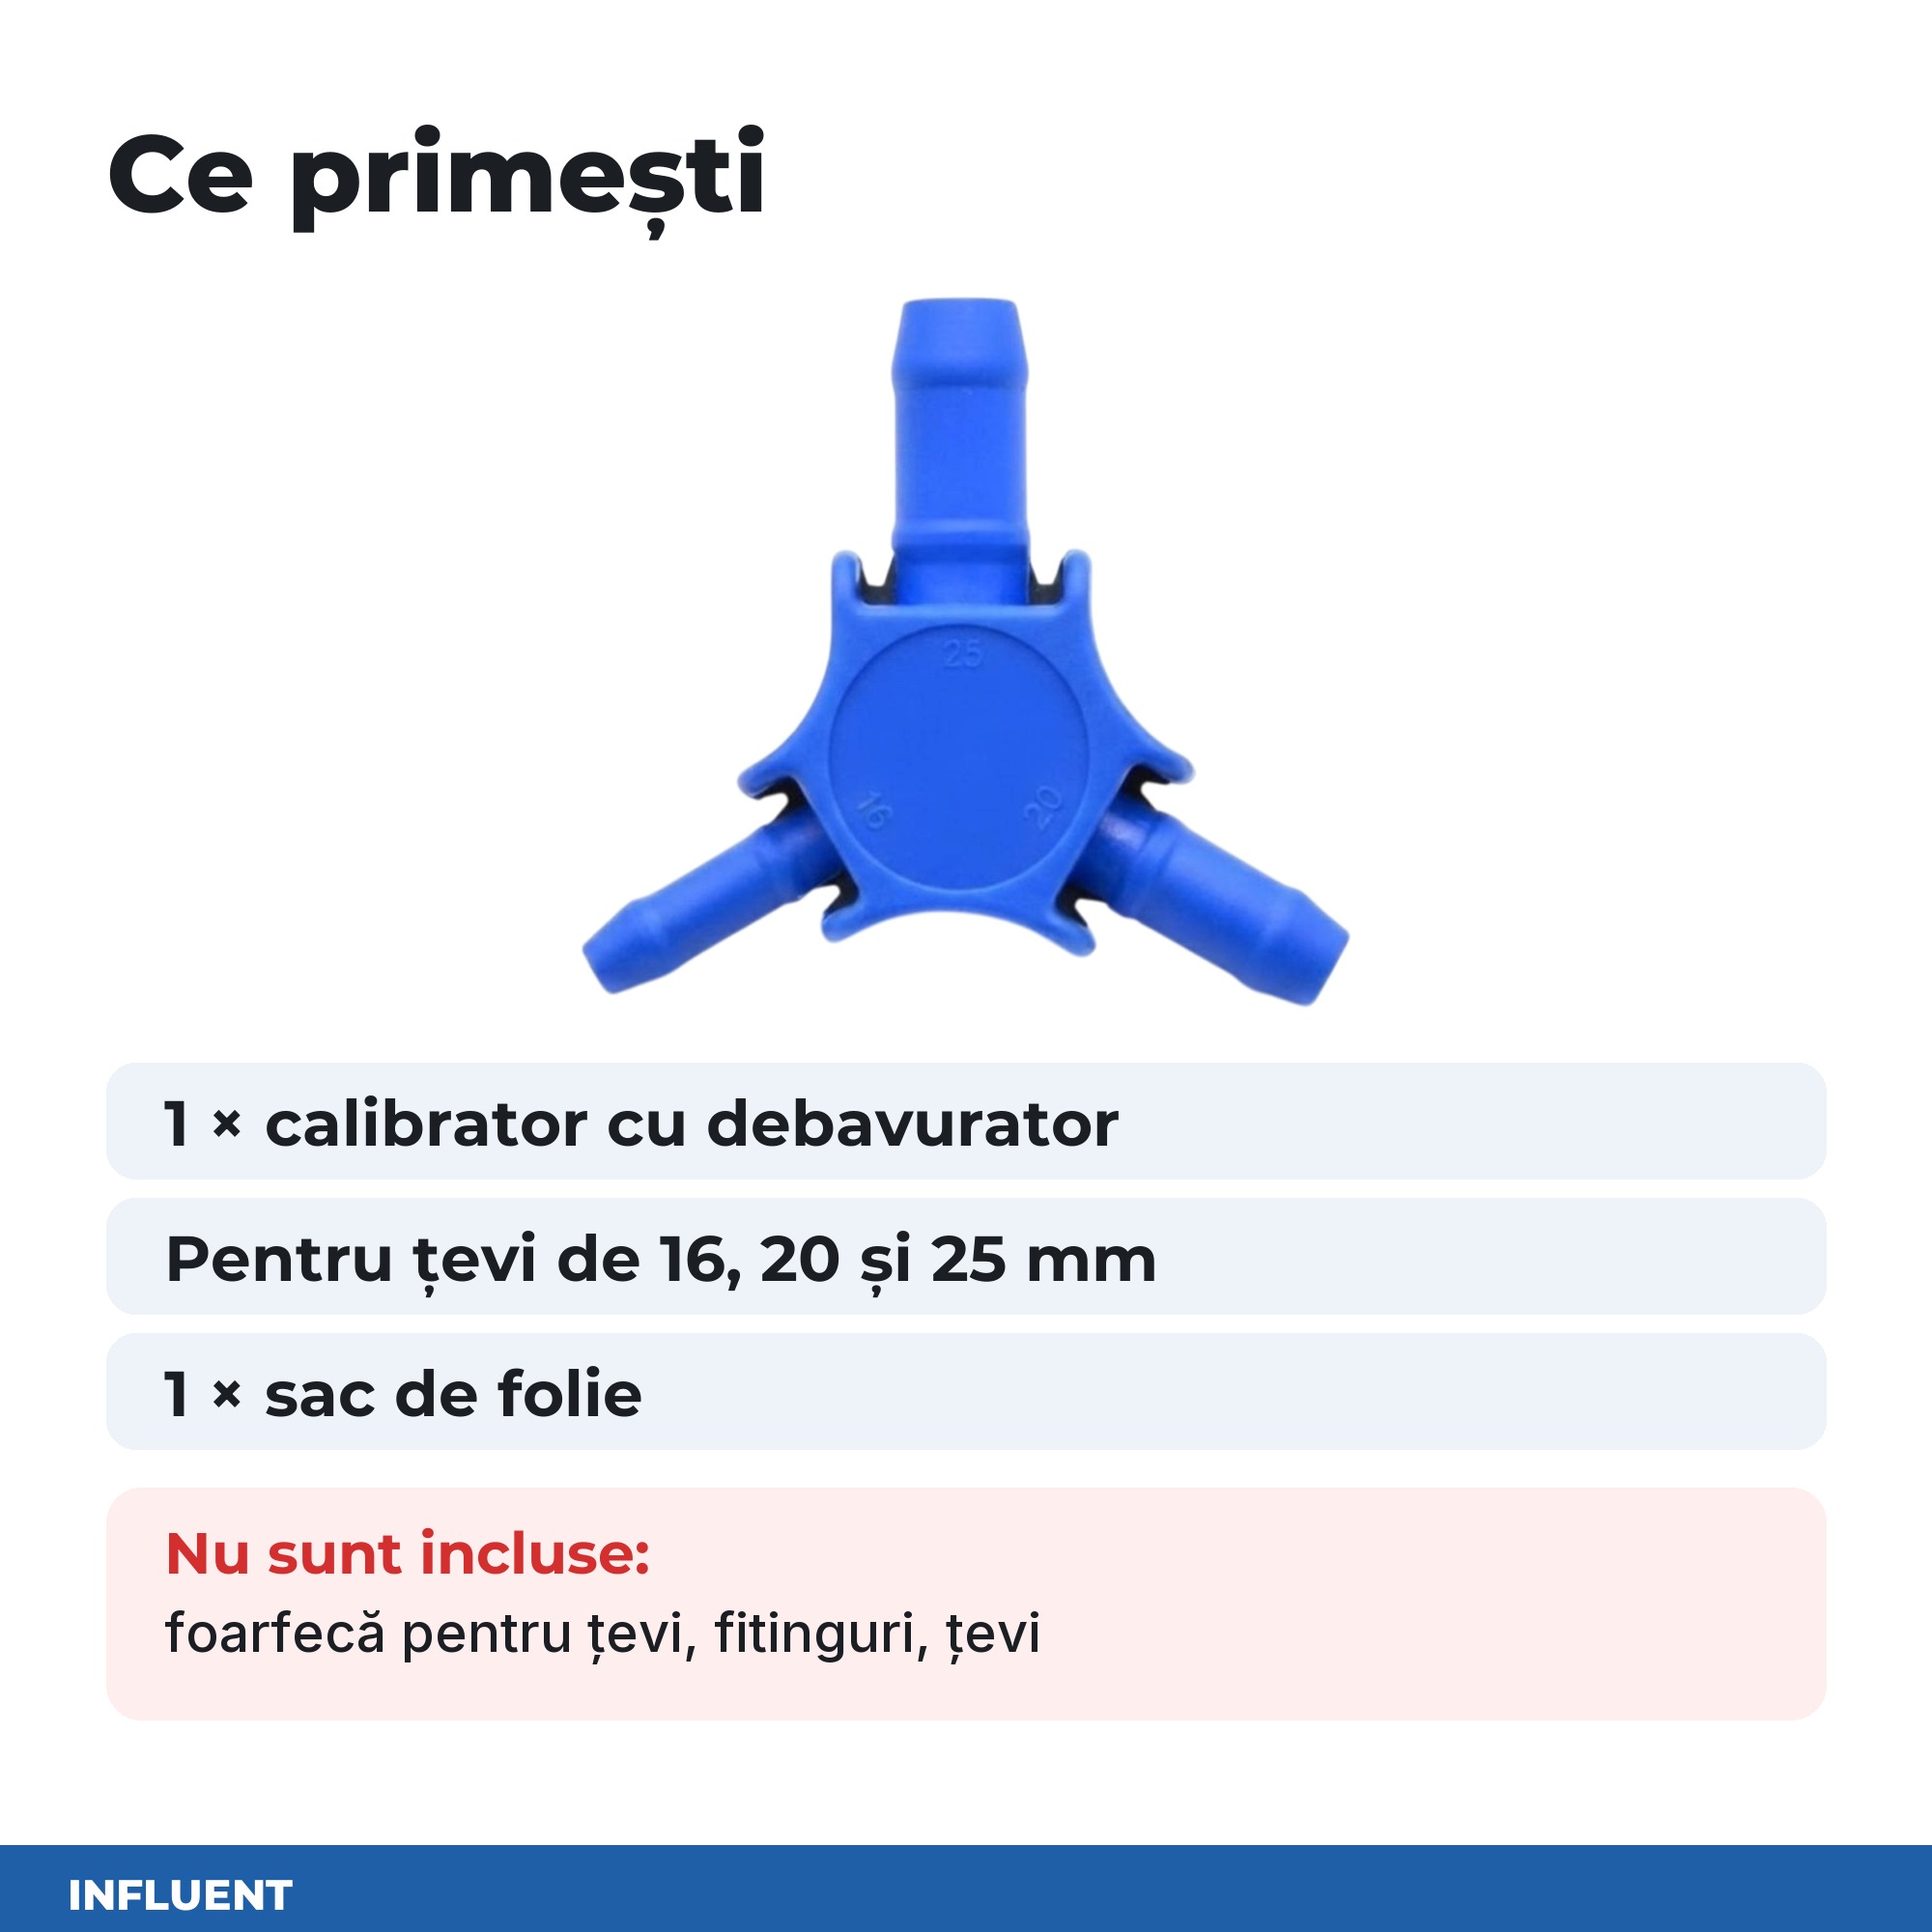 Ce primești
25
16
20
1 × calibrator cu debavurator
Pentru țevi de 16, 20 și 25 mm
1 × sac de folie
Nu sunt incluse:
foarfecă pentru țevi, fitinguri, țevi
INFLUENT